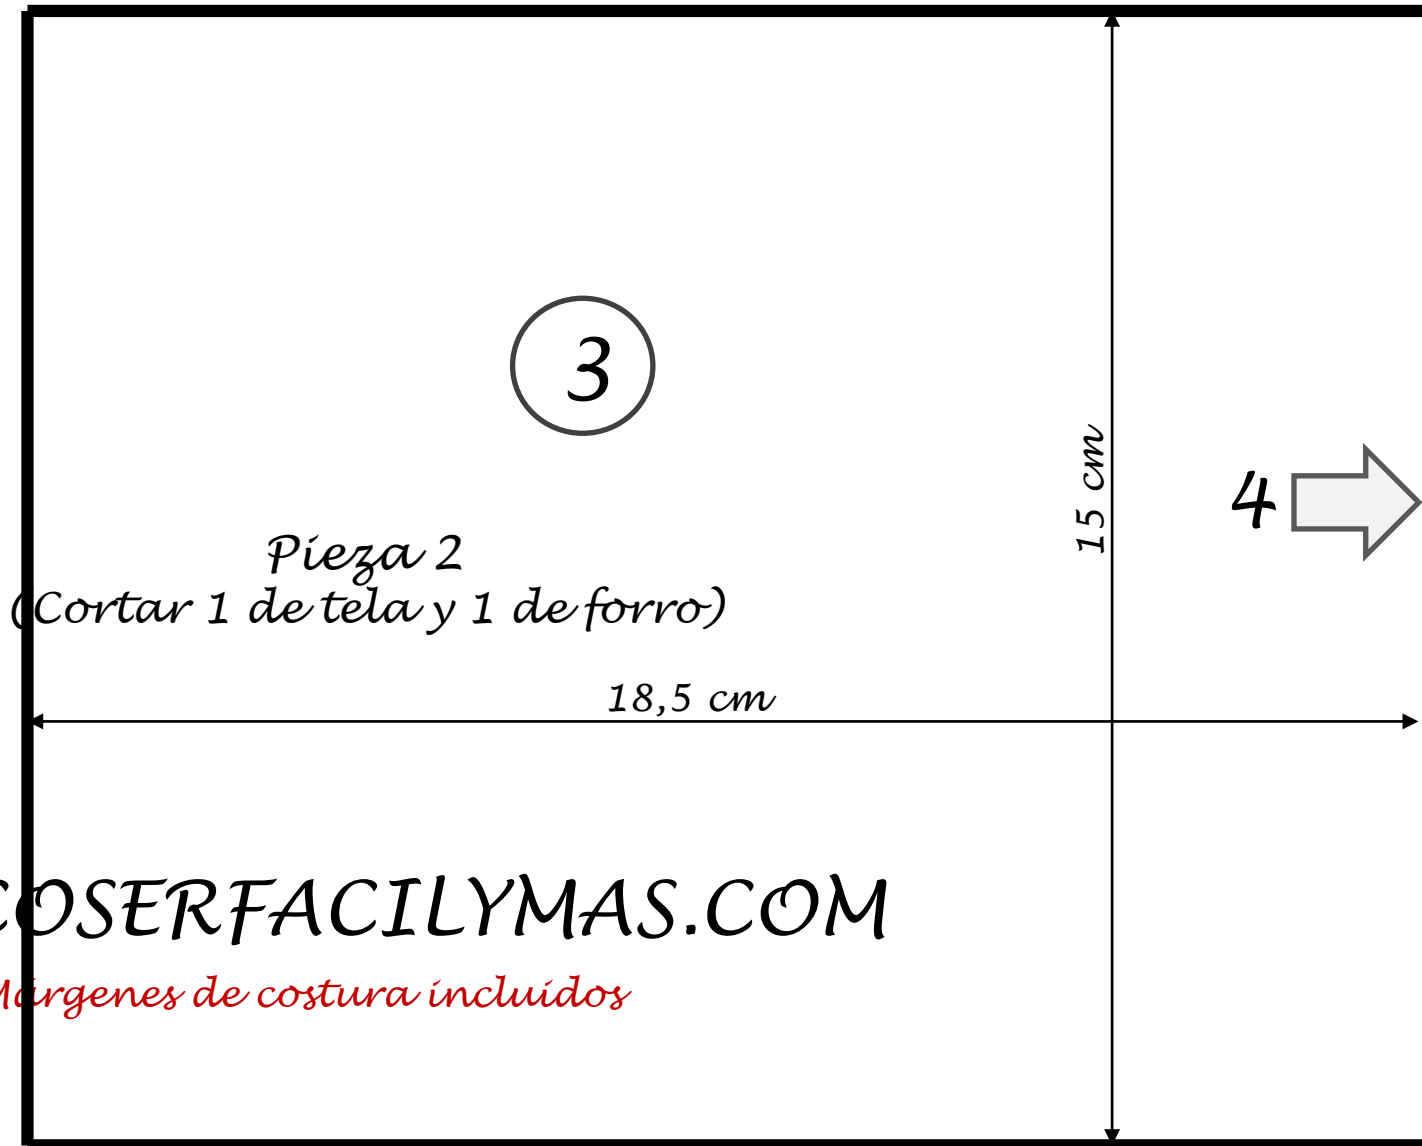 3
15 cm
4
Pieza 2
(Cortar 1 de tela y 1 de forro)
18,5 cm
COSERFACILYMAS.COM
Márgenes de costura incluidos